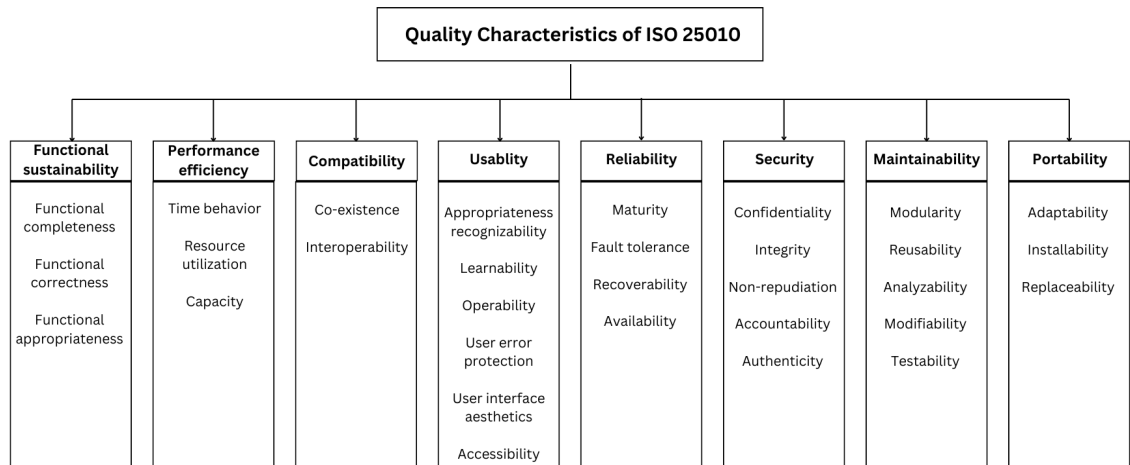 Quality Characteristics of ISO 25010
Functional
sustainability
Functional
completeness
Functional
correctness
Functional
appropriateness
Performance
efficiency
Time behavior
Resource
utilization
Capacity
Compatibility
Co-existence
Interoperability
Usablity
Appropriateness
recognizability
Learnability
Operability
User error
protection
User interface
aesthetics
Accessibility
Reliability
Maturity
Fault tolerance
Recoverability
Availability
Security
Confidentiality
Integrity
Non-repudiation
Accountability
Authenticity
Maintainability
Modularity
Reusability
Analyzability
Modifiability
Testability
Portability
Adaptability
Installability
Replaceability